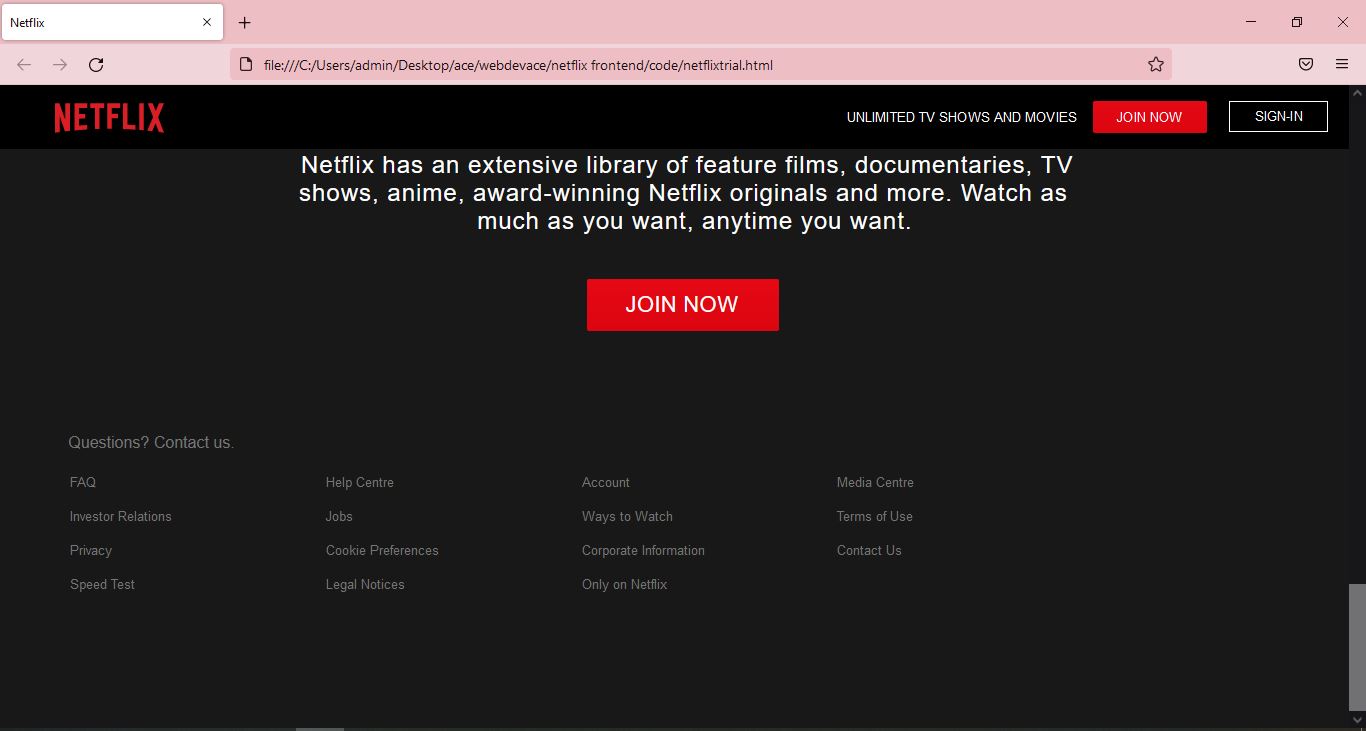 Netflix
file:///C:/Users/admin/Desktop/ace/webdevace/netflix frontend/code/netflixtrial.html
NETFLIX
UNLIMITED TV SHOWS AND MOVIES
JOIN NOW
SIGN-IN
Netflix has an extensive library of feature films, documentaries, TV
shows, anime, award-winning Netflix originals and more. Watch as
much as you want, anytime you want.
JOIN NOW
Questions? Contact us.
FAQ Help Centre Account Media Centre
Investor Relations Jobs Ways to Watch Terms of Use
Privacy Cookie Preferences Corporate Information Contact Us
Speed Test Legal Notices Only on Netflix